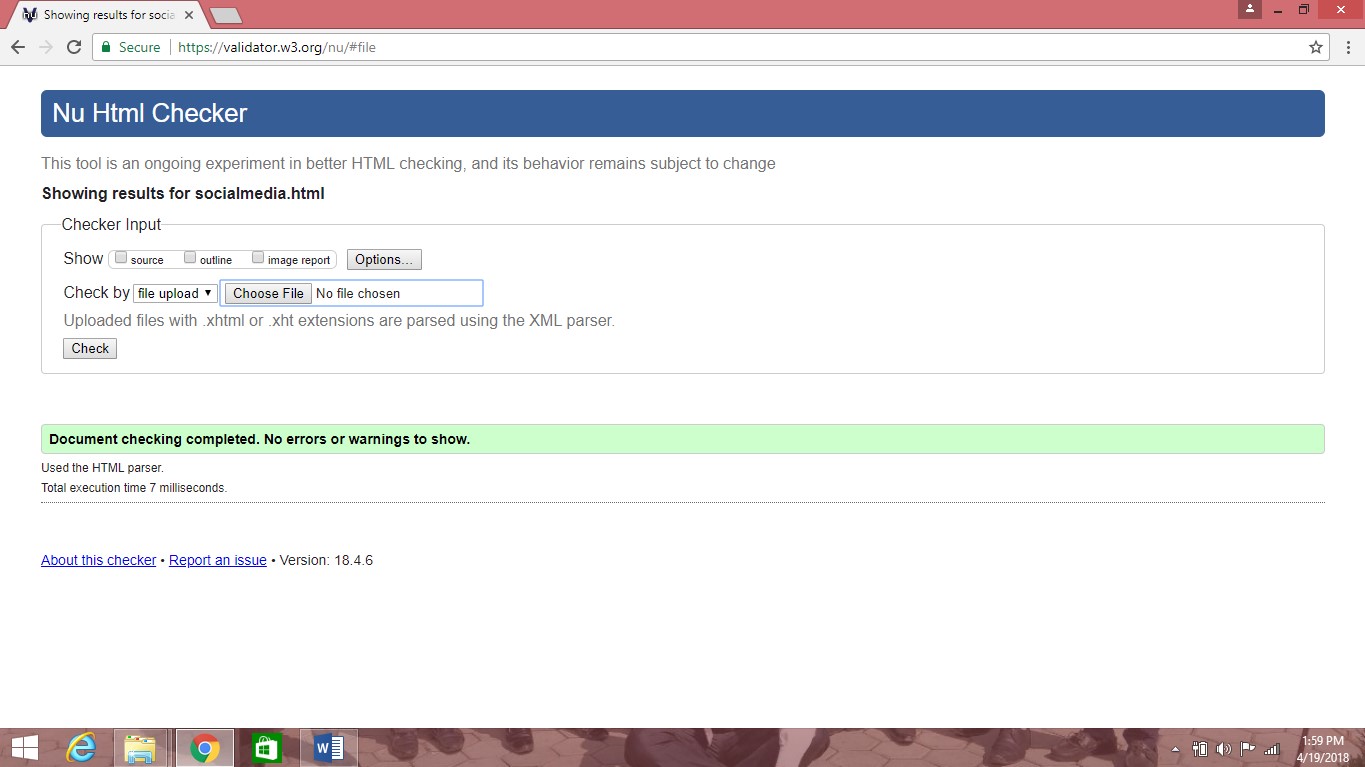 Showing results for socia
Secure https://validator.w3.org/nu/#file
Nu Html Checker
This tool is an ongoing experiment in better HTML checking, and its behavior remains subject to change
Showing results for socialmedia.html
Checker Input
Show source outline image report Options...
Check by file upload Choose File No file chosen
Uploaded files with .xhtml or .xht extensions are parsed using the XML parser.
Check
Document checking completed. No errors or warnings to show.
Used the HTML parser.
Total execution time 7 milliseconds.
About this checker • Report an issue • Version: 18.4.6
1:59 PM
4/19/2018